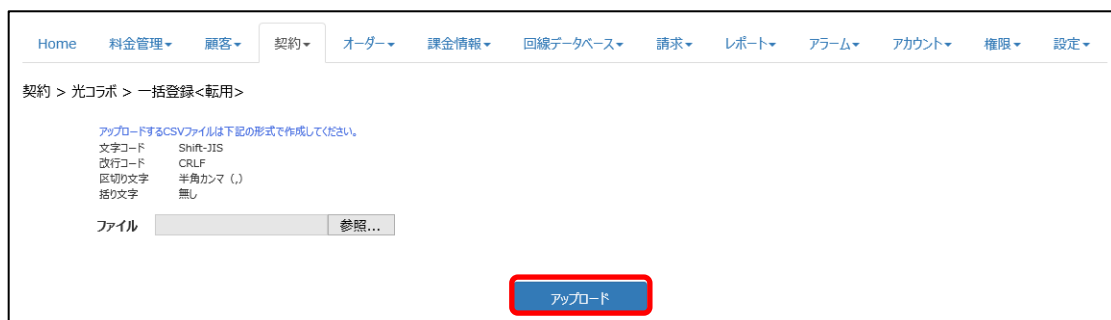 Home 料金管理▾ 顧客▾ 契約▾ オーダー▾ 課金情報▾ 回線データベース▾ 請求▾ レポート▾ アラーム▾ アカウント▾ 権限▾ 設定▾
契約 > 光コラボ > 一括登録<転用>
アップロードするCSVファイルは下記の形式で作成してください。
文字コード Shift-JIS
改行コード CRLF
区切り文字 半角カンマ（,）
括り文字 無し
ファイル 参照...
アップロード